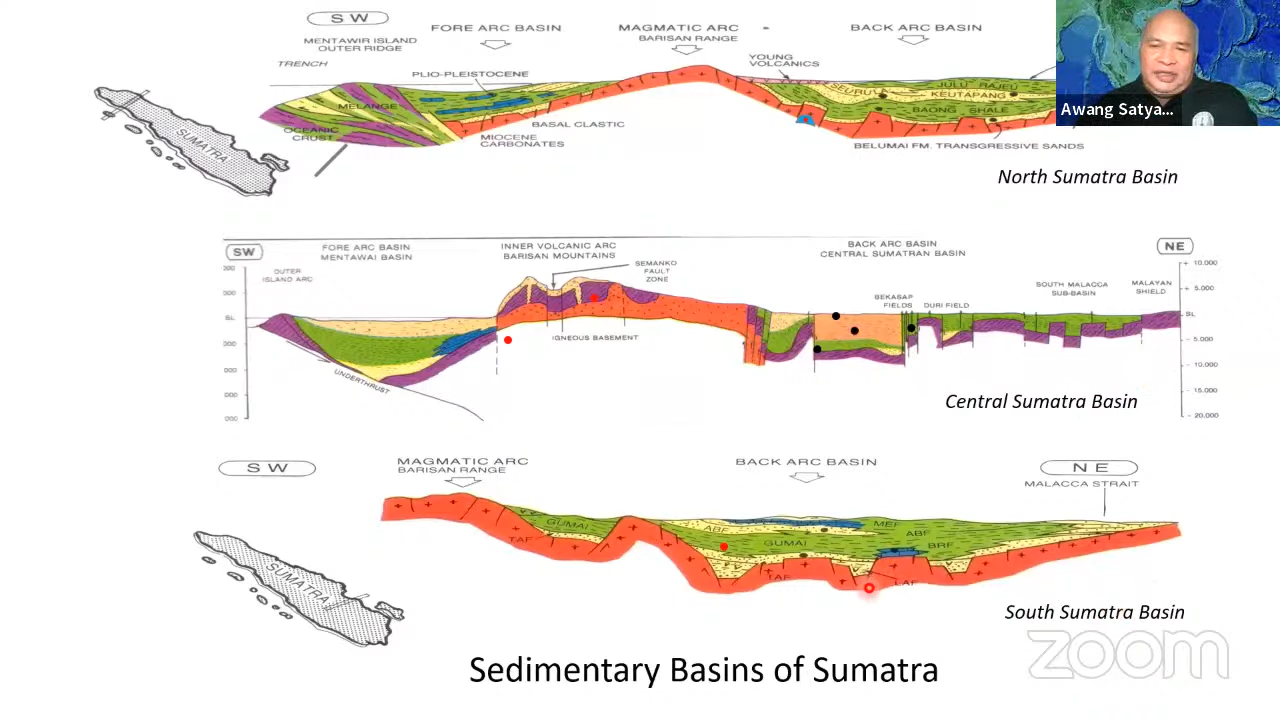 SW
FORE ARC BASIN
MAGMATIC ARC
BARISAN RANGE
BACK ARC BASIN
MENTAWIR ISLAND
OUTER RIDGE
TRENCH
PLIO-PLEISTOCENE
YOUNG
VOLCANICS
MELANGE
OCEANIC
CRUST
BASAL CLASTIC
MIOCENE
CARBONATES
SEURULA
JULU RAJEU
KEUTAPANG
BAONG SHALE
BELUMAI FM. TRANSGRESSIVE SANDS
SUMATRA
Awang Satya...
North Sumatra Basin
SW
FORE ARC BASIN
MENTAWAI BASIN
INNER VOLCANIC ARC
BARISAN MOUNTAINS
BACK ARC BASIN
CENTRAL SUMATRAN BASIN
NE
OUTER
ISLAND ARC
SEMANKO
FAULT
ZONE
BEKASAP
FIELDS
DURI FIELD
SOUTH MALACCA
SUB-BASIN
MALAYAN
SHIELD
+ 10.000
+ 5.000
SL
- 5.000
- 10.000
- 15.000
- 20.000
000
000
SL
000
000
000
000
IGNEOUS BASEMENT
UNDERTHRUST
Central Sumatra Basin
SW
MAGMATIC ARC
BARISAN RANGE
BACK ARC BASIN
NE
MALACCA STRAIT
GUMAI
TAF
ABF
GUMAI
MEF
ABF
BRF
TAF
LAF
SUMATRA
South Sumatra Basin
zoom
Sedimentary Basins of Sumatra